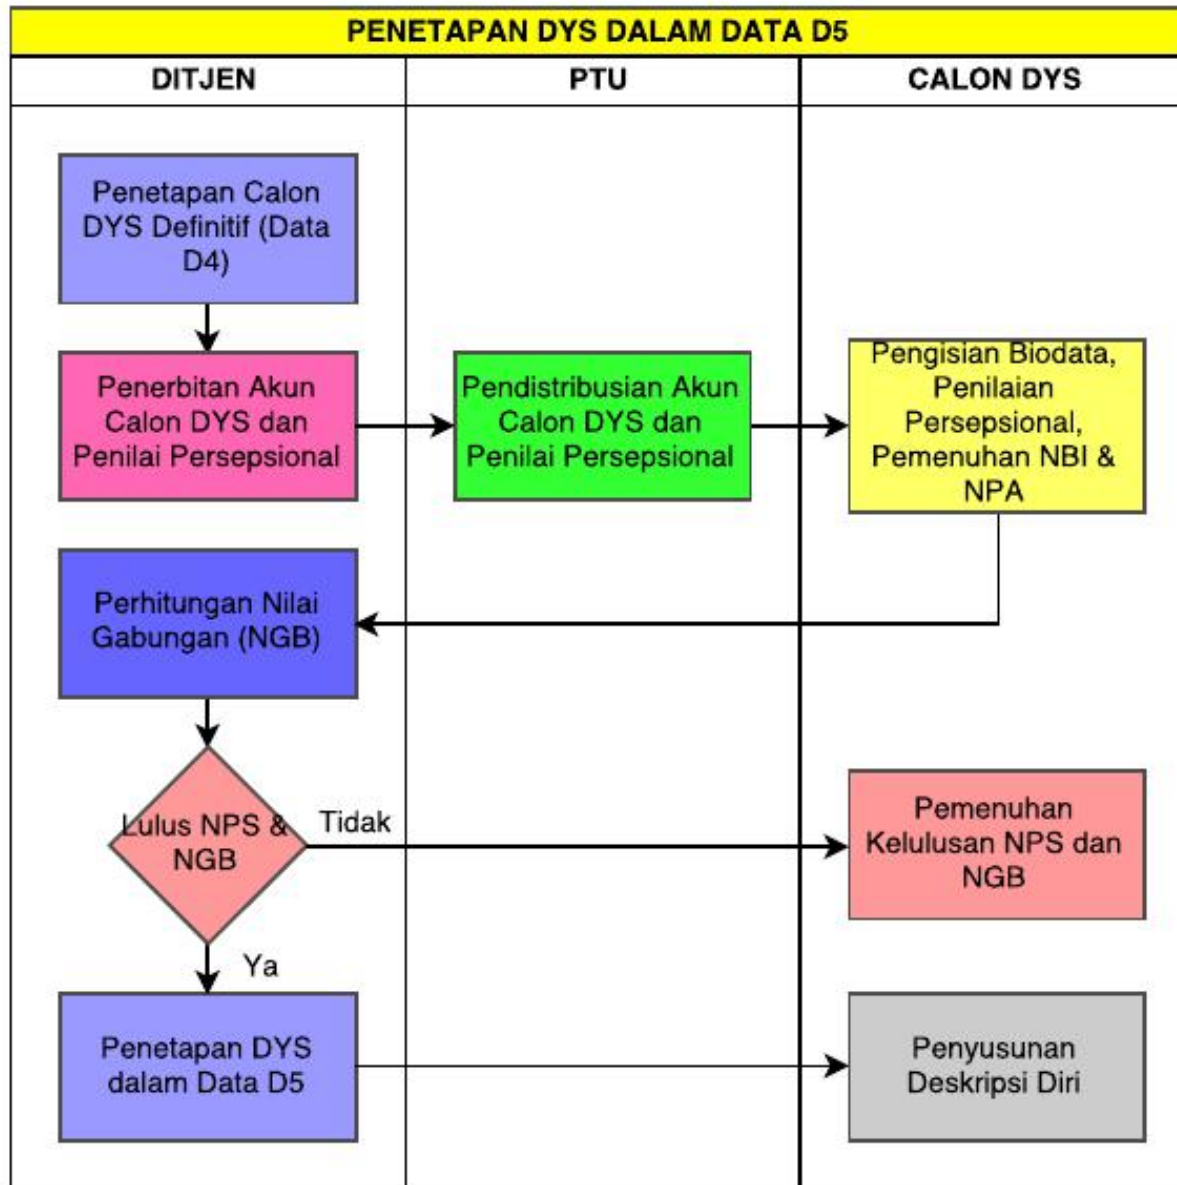 PENETAPAN DYS DALAM DATA D5
DITJEN
PTU
CALON DYS
Penetapan Calon
DYS Definitif (Data
D4)
Penerbitan Akun
Calon DYS dan
Penilai Persepsional
Pendistribusian Akun
Calon DYS dan
Penilai Persepsional
Pengisian Biodata,
Penilaian
Persepsional,
Pemenuhan NBI &
NPA
Perhitungan Nilai
Gabungan (NGB)
Lulus NPS &
NGB
Tidak
Pemenuhan
Kelulusan NPS dan
NGB
Ya
Penetapan DYS
dalam Data D5
Penyusunan
Deskripsi Diri